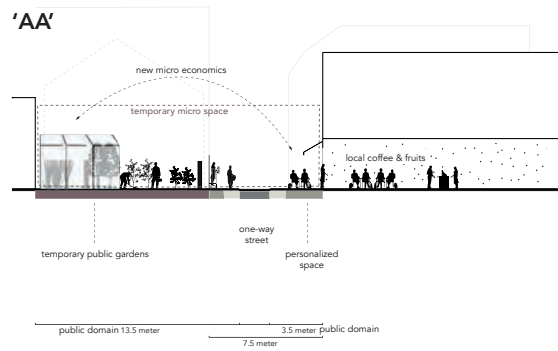 'AA'
new micro economics
temporary micro space
local coffee & fruits
one-way
street
temporary public gardens
personalized
space
public domain 13.5 meter
3.5 meter public domain
7.5 meter